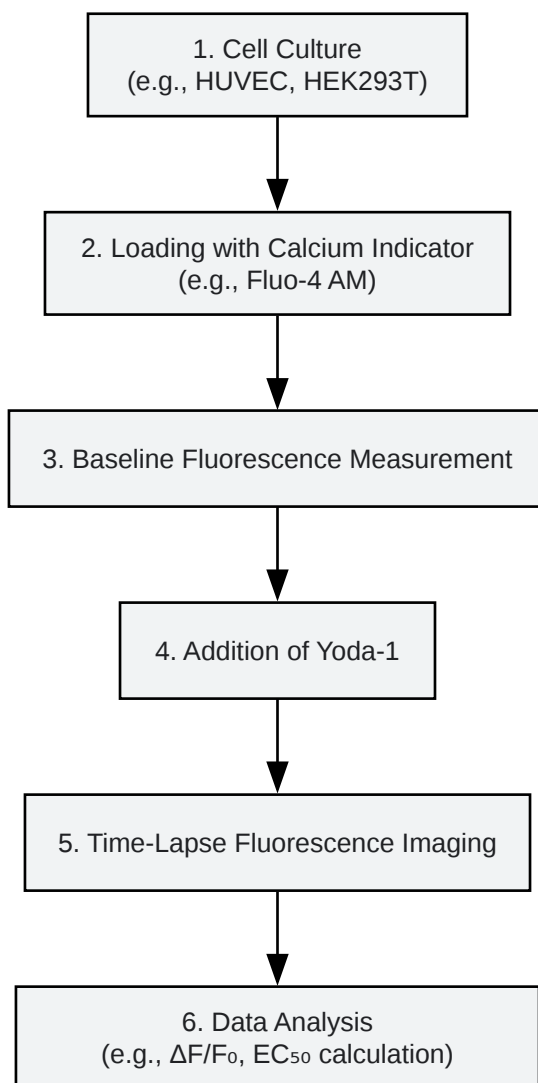 1. Cell Culture
(e.g., HUVEC, HEK293T)
2. Loading with Calcium Indicator
(e.g., Fluo-4 AM)
3. Baseline Fluorescence Measurement
4. Addition of Yoda-1
5. Time-Lapse Fluorescence Imaging
6. Data Analysis
(e.g., ΔF/F₀, EC₅₀ calculation)